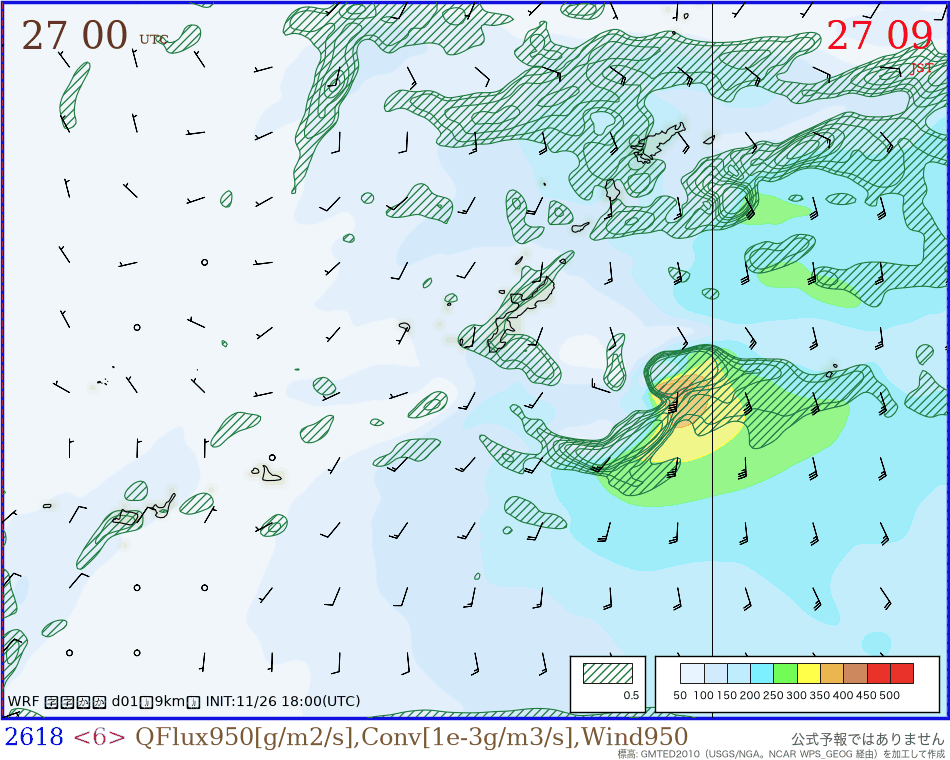 27 00 UTC
27 09
JST
0.5
50 100 150 200 250 300 350 400 450 500
WRF d01 9km INIT:11/26 18:00(UTC)
2618 <6> QFlux950[g/m2/s],Conv[1e-3g/m3/s],Wind950
公式予報ではありません
標高: GMTED2010（USGS/NGA。NCAR WPS_GEOG 経由）を加工して作成